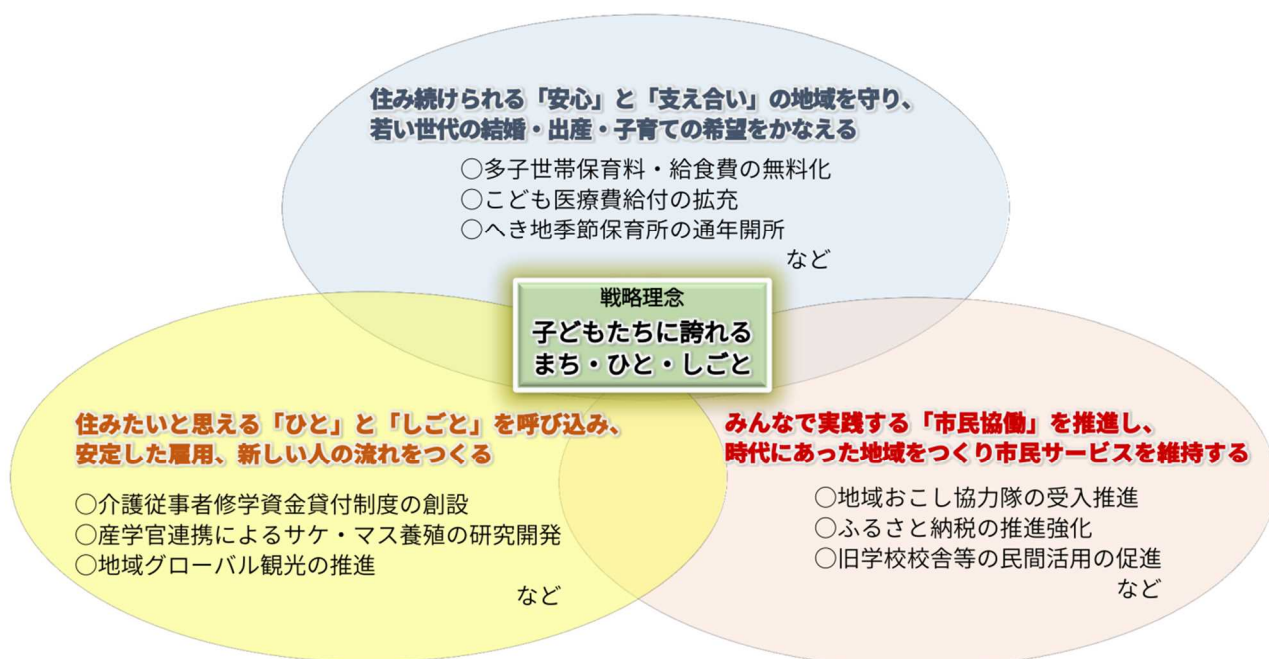 住み続けられる「安心」と「支え合い」の地域を守り、
若い世代の結婚・出産・子育ての希望をかなえる
○多子世帯保育料・給食費の無料化
○こども医療費給付の拡充
○へき地季節保育所の通年開所
など
戦略理念
子どもたちに誇れる
まち・ひと・しごと
住みたいと思える「ひと」と「しごと」を呼び込み、
安定した雇用、新しい人の流れをつくる
○介護従事者修学資金貸付制度の創設
○産学官連携によるサケ・マス養殖の研究開発
○地域グローバル観光の推進
など
みんなで実践する「市民協働」を推進し、
時代にあった地域をつくり市民サービスを維持する
○地域おこし協力隊の受入推進
○ふるさと納税の推進強化
○旧学校校舎等の民間活用の促進
など